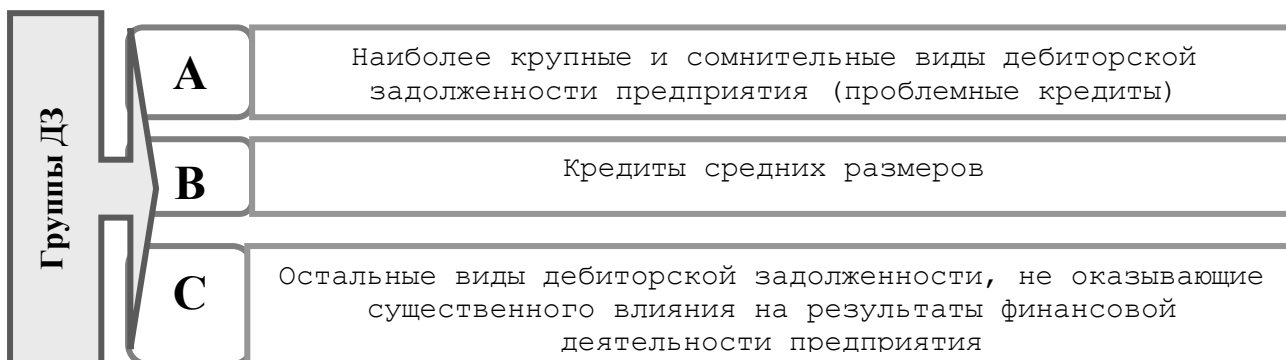 Группы ДЗ
A
Наиболее крупные и сомнительные виды дебиторской
задолженности предприятия (проблемные кредиты)
B
Кредиты средних размеров
C
Остальные виды дебиторской задолженности, не оказывающие
существенного влияния на результаты финансовой
деятельности предприятия